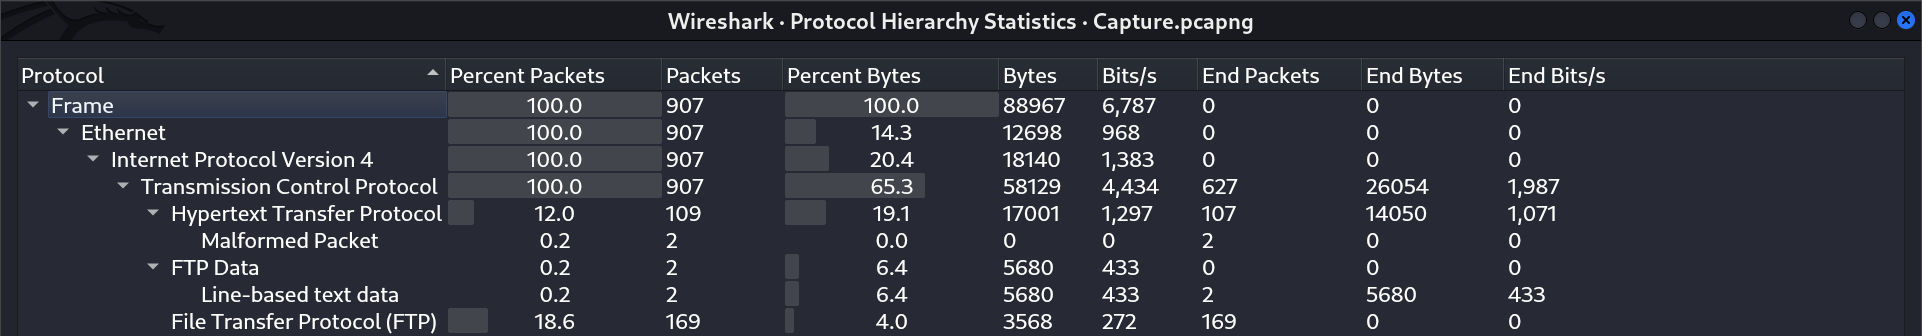 Wireshark · Protocol Hierarchy Statistics · Capture.pcapng
Protocol Percent Packets Packets Percent Bytes Bytes Bits/s End Packets End Bytes End Bits/s
Frame 100.0 907 100.0 88967 6,787 0 0 0
Ethernet 100.0 907 14.3 12698 968 0 0 0
Internet Protocol Version 4 100.0 907 20.4 18140 1,383 0 0 0
Transmission Control Protocol 100.0 907 65.3 58129 4,434 627 26054 1,987
Hypertext Transfer Protocol 12.0 109 19.1 17001 1,297 107 14050 1,071
Malformed Packet 0.2 2 0.0 0 0 2 0 0
FTP Data 0.2 2 6.4 5680 433 0 0 0
Line-based text data 0.2 2 6.4 5680 433 2 5680 433
File Transfer Protocol (FTP) 18.6 169 4.0 3568 272 169 0 0